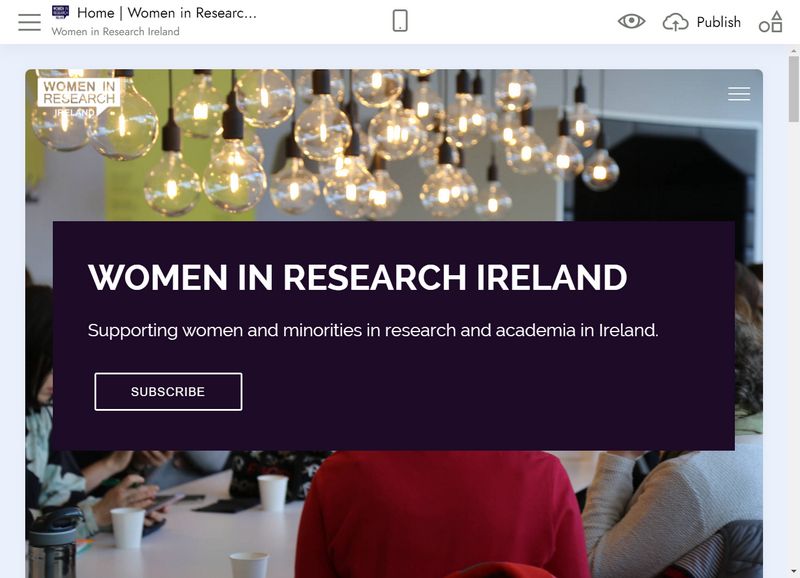 Home | Women in Researc...
Women in Research Ireland
Publish
WOMEN IN
RESEARCH
IRELAND
WOMEN IN RESEARCH IRELAND
Supporting women and minorities in research and academia in Ireland.
SUBSCRIBE